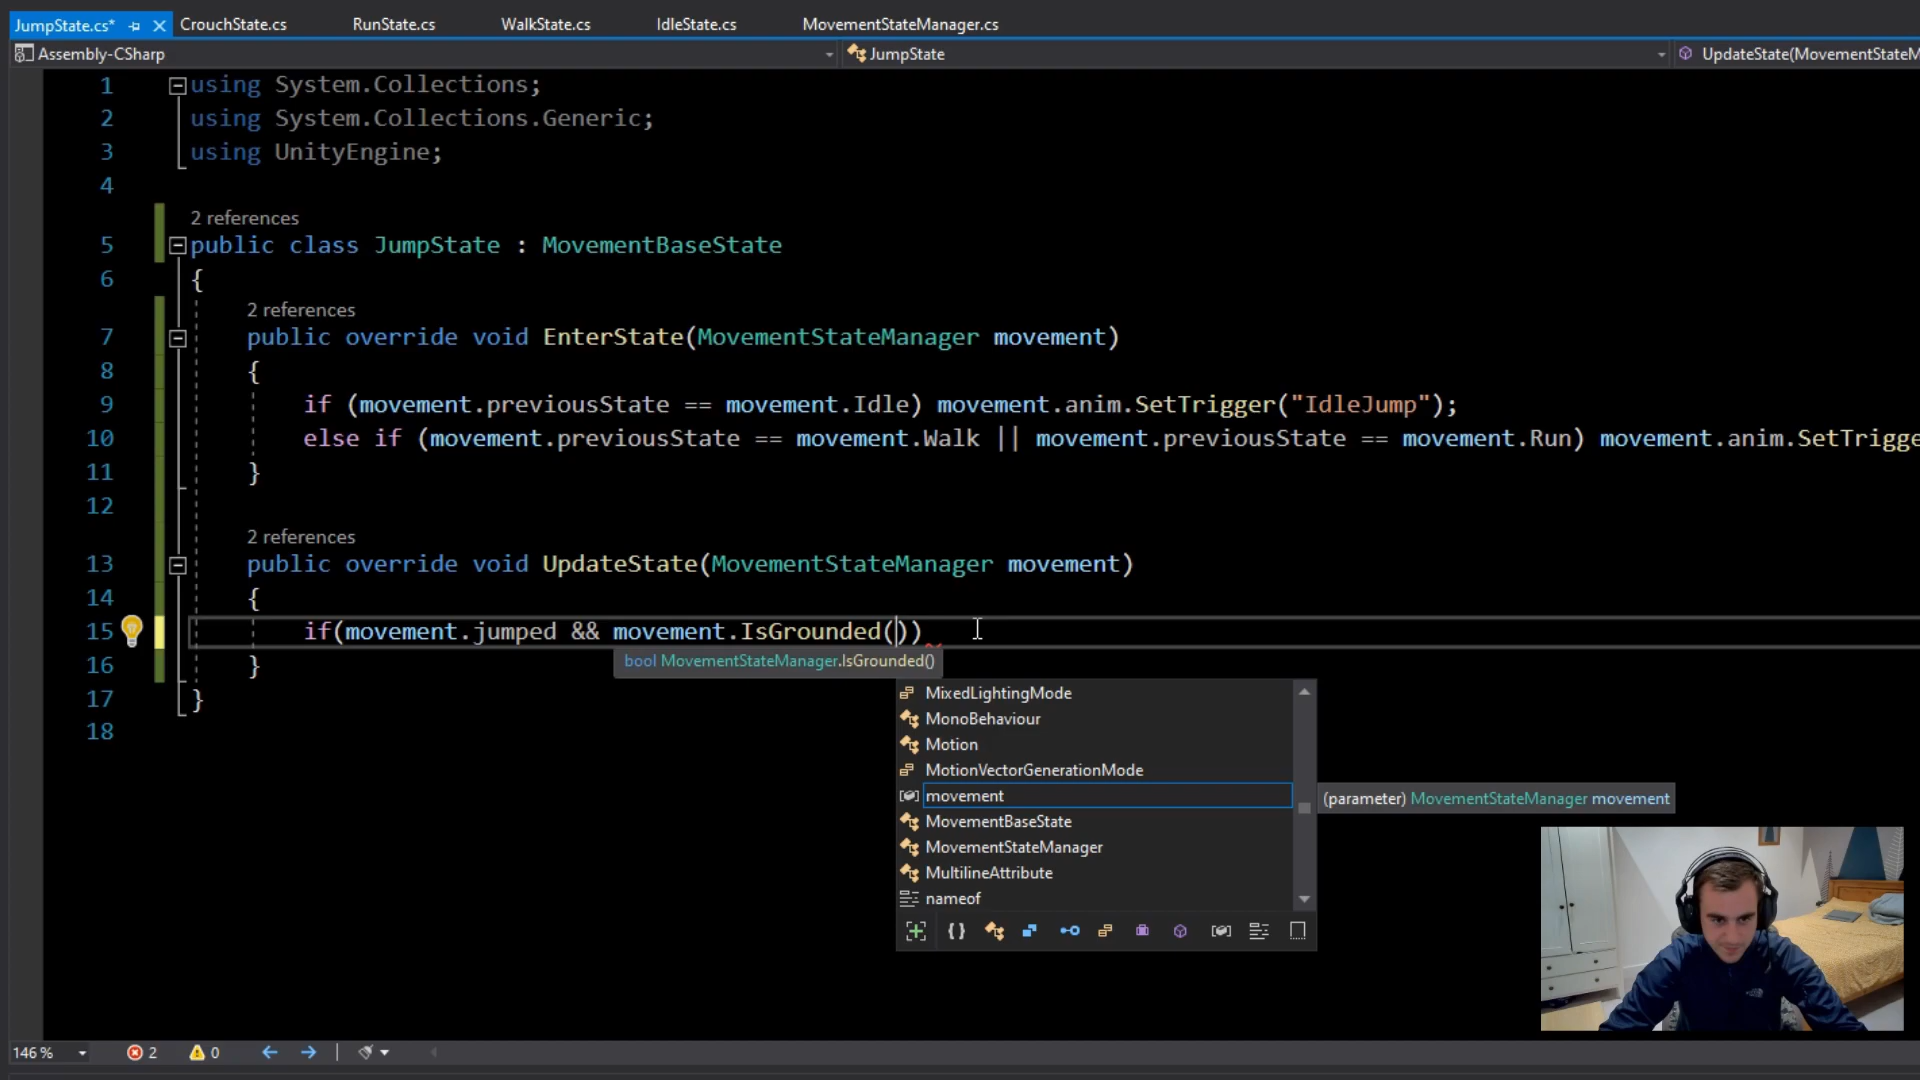 JumpState.cs*
CrouchState.cs
RunState.cs
WalkState.cs
IdleState.cs
MovementStateManager.cs
Assembly-CSharp
JumpState
UpdateState(MovementStateM
1 using System.Collections;
2 using System.Collections.Generic;
3 using UnityEngine;
4
2 references
5 public class JumpState : MovementBaseState
6 {
2 references
7 public override void EnterState(MovementStateManager movement)
8 {
9 if (movement.previousState == movement.Idle) movement.anim.SetTrigger("IdleJump");
10 else if (movement.previousState == movement.Walk || movement.previousState == movement.Run) movement.anim.SetTrigge
11 }
12
2 references
13 public override void UpdateState(MovementStateManager movement)
14 {
15 if(movement.jumped && movement.IsGrounded())
bool MovementStateManager.IsGrounded()
16 }
17 }
18
MixedLightingMode
MonoBehaviour
Motion
MotionVectorGenerationMode
movement
(parameter) MovementStateManager movement
MovementBaseState
MovementStateManager
MultilineAttribute
nameof
146 %
2
0